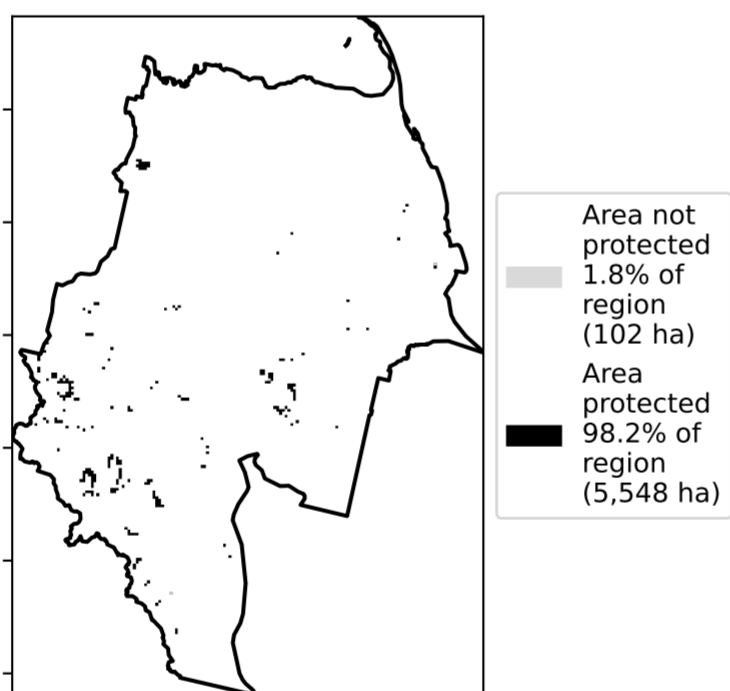 Area not
protected
1.8% of
region
(102 ha)
Area
protected
98.2% of
region
(5,548 ha)